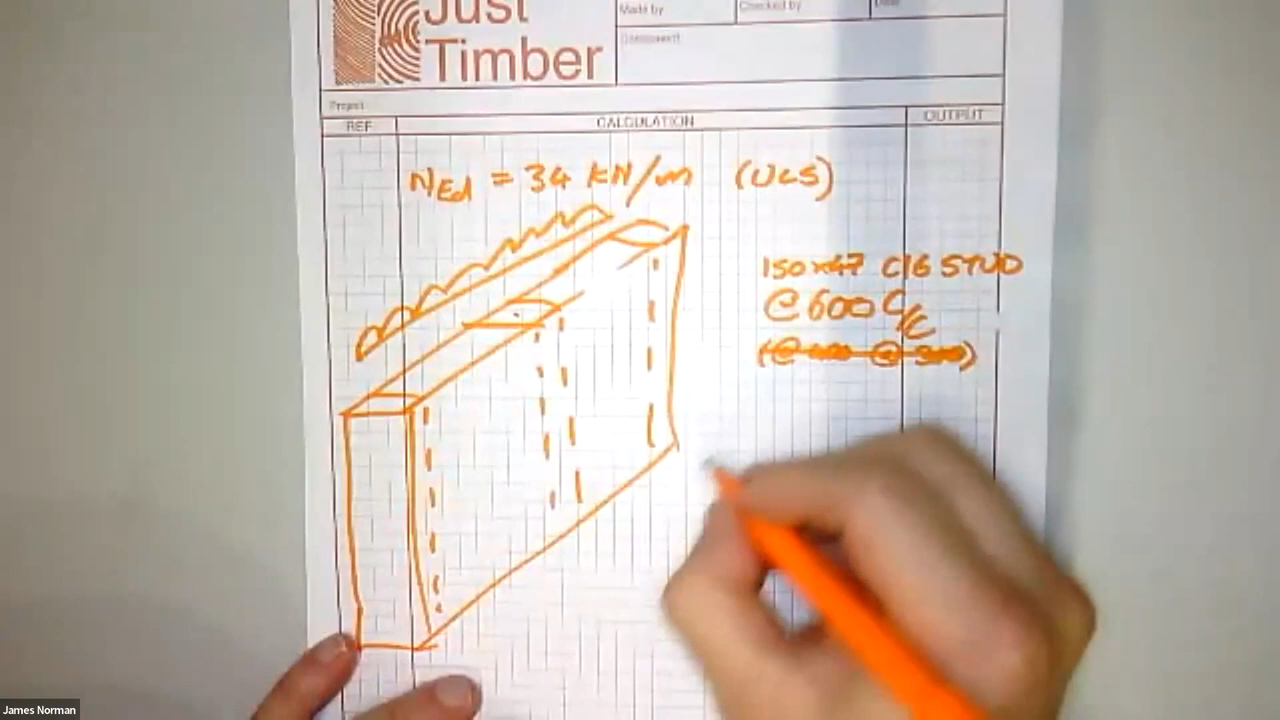 Just
Timber
Made by
Checked by
Date
Component
Project
REF
CALCULATION
OUTPUT
NEd = 34 kN/m (ULS)
150x47 C16 STUD
@600 C/C
James Norman